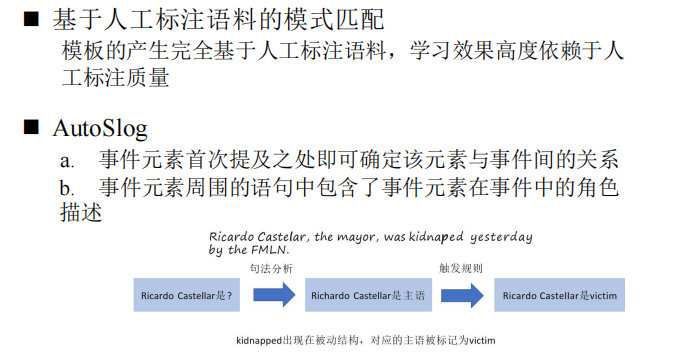 ■ 基于人工标注语料的模式匹配
模板的产生完全基于人工标注语料，学习效果高度依赖于人
工标注质量
■ AutoSlog
a. 事件元素首次提及之处即可确定该元素与事件间的关系
b. 事件元素周围的语句中包含了事件元素在事件中的角色
描述
Ricardo Castelar, the mayor, was kidnaped yesterday
by the FMLN.
句法分析
触发规则
Ricardo Castellar是?
Richardo Castellar是主语
Ricardo Castellar是victim
kidnapped出现在被动结构，对应的主语被标记为victim